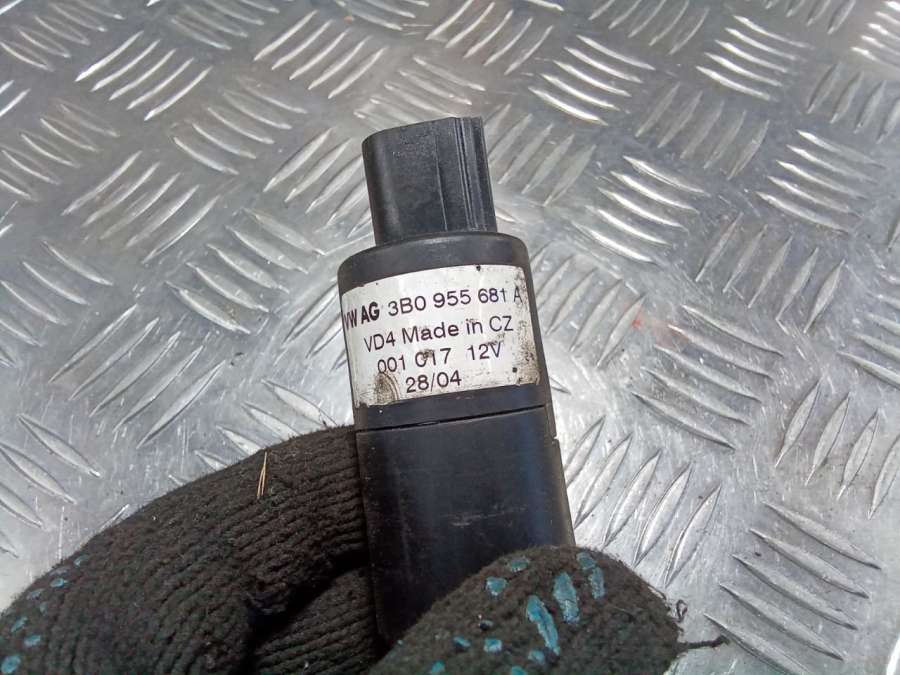 VW AG 3B0 955 681 A
VD4 Made in CZ
001 017 12V
28/04